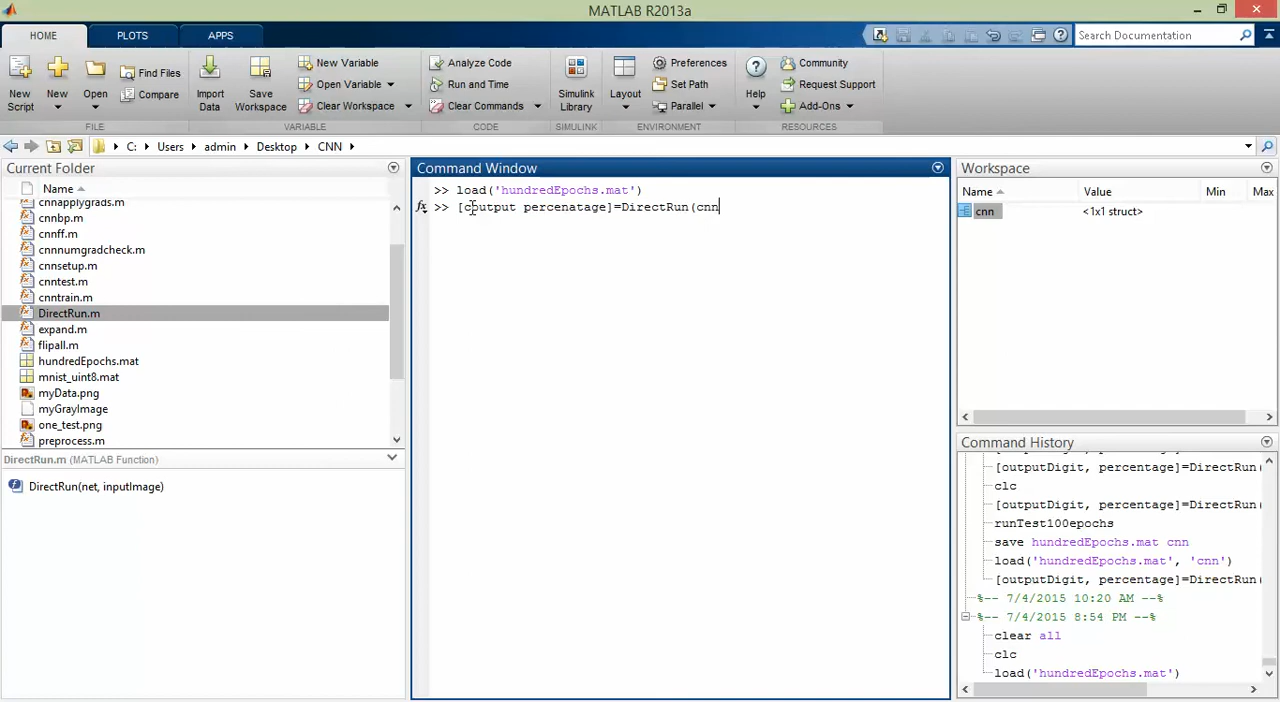 MATLAB R2013a
HOME PLOTS APPS
Search Documentation
New Script
New
Open
Find Files
Compare
Import Data
Save Workspace
New Variable
Open Variable
Clear Workspace
Analyze Code
Run and Time
Clear Commands
Simulink Library
Layout
Preferences
Set Path
Parallel
Help
Community
Request Support
Add-Ons
FILE VARIABLE CODE SIMULINK ENVIRONMENT RESOURCES
C: Users admin Desktop CNN
Current Folder
Name
cnnapplygrads.m
cnnbp.m
cnnff.m
cnnnumgradcheck.m
cnnsetup.m
cnntest.m
cnntrain.m
DirectRun.m
expand.m
flipall.m
hundredEpochs.mat
mnist_uint8.mat
myData.png
myGrayImage
one_test.png
preprocess.m
DirectRun.m (MATLAB Function)
DirectRun(net, inputImage)
Command Window
>> load('hundredEpochs.mat')
fx >> [output percenatage]=DirectRun(cnn
Workspace
Name Value Min Max
cnn <1x1 struct>
Command History
[outputDigit, percentage]=DirectRun(
clc
[outputDigit, percentage]=DirectRun(
runTest100epochs
save hundredEpochs.mat cnn
load('hundredEpochs.mat', 'cnn')
[outputDigit, percentage]=DirectRun(
%-- 7/4/2015 10:20 AM --%
%-- 7/4/2015 8:54 PM --%
clear all
clc
load('hundredEpochs.mat')